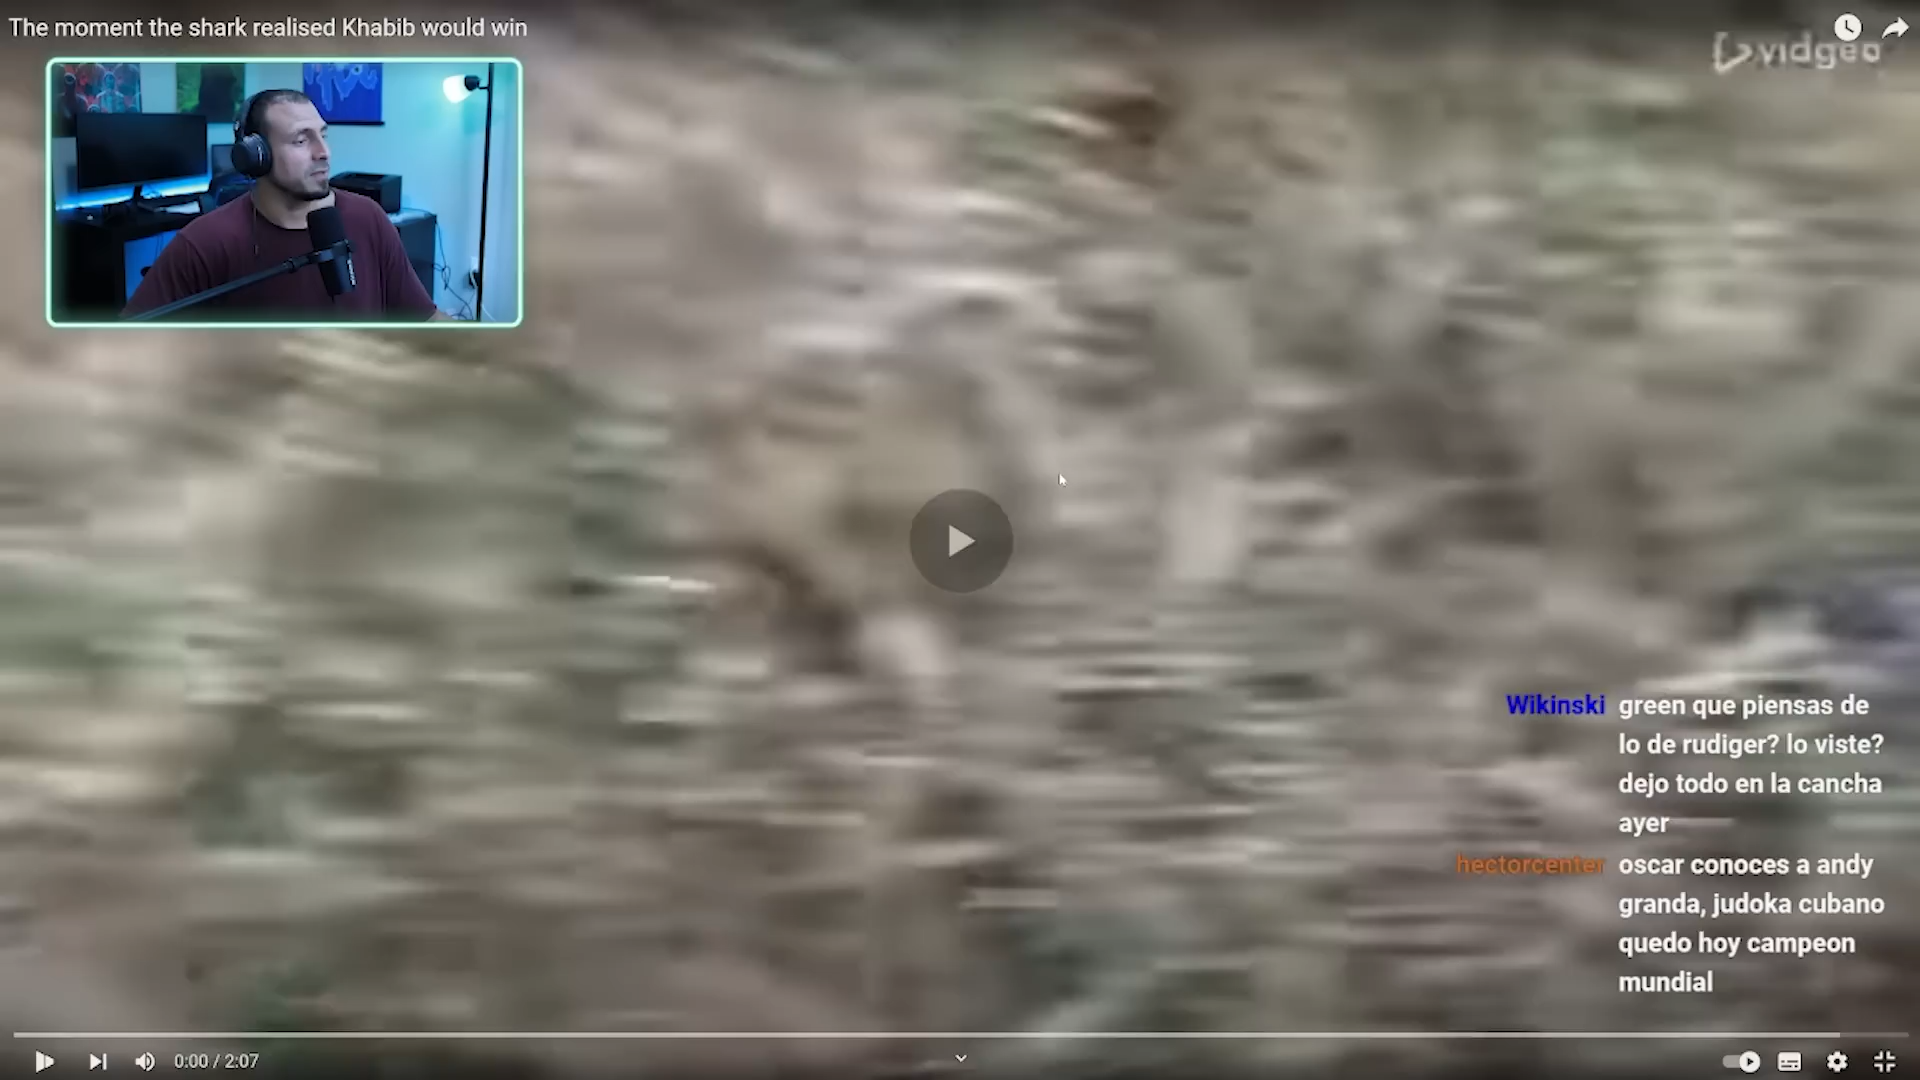 The moment the shark realised Khabib would win
vidgeo
Wikinski green que piensas de
lo de rudiger? lo viste?
dejo todo en la cancha
ayer
hectorcenter oscar conoces a andy
granda, judoka cubano
quedo hoy campeon
mundial
0:00 / 2:07